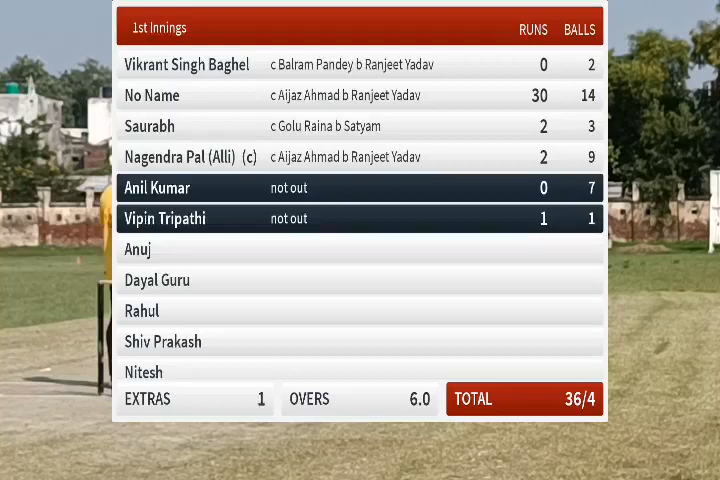 1st Innings RUNS BALLS
Vikrant Singh Baghel c Balram Pandey b Ranjeet Yadav 0 2
No Name c Aijaz Ahmad b Ranjeet Yadav 30 14
Saurabh c Golu Raina b Satyam 2 3
Nagendra Pal (Alli) (c) c Aijaz Ahmad b Ranjeet Yadav 2 9
Anil Kumar not out 0 7
Vipin Tripathi not out 1 1
Anuj
Dayal Guru
Rahul
Shiv Prakash
Nitesh
EXTRAS 1 OVERS 6.0 TOTAL 36/4